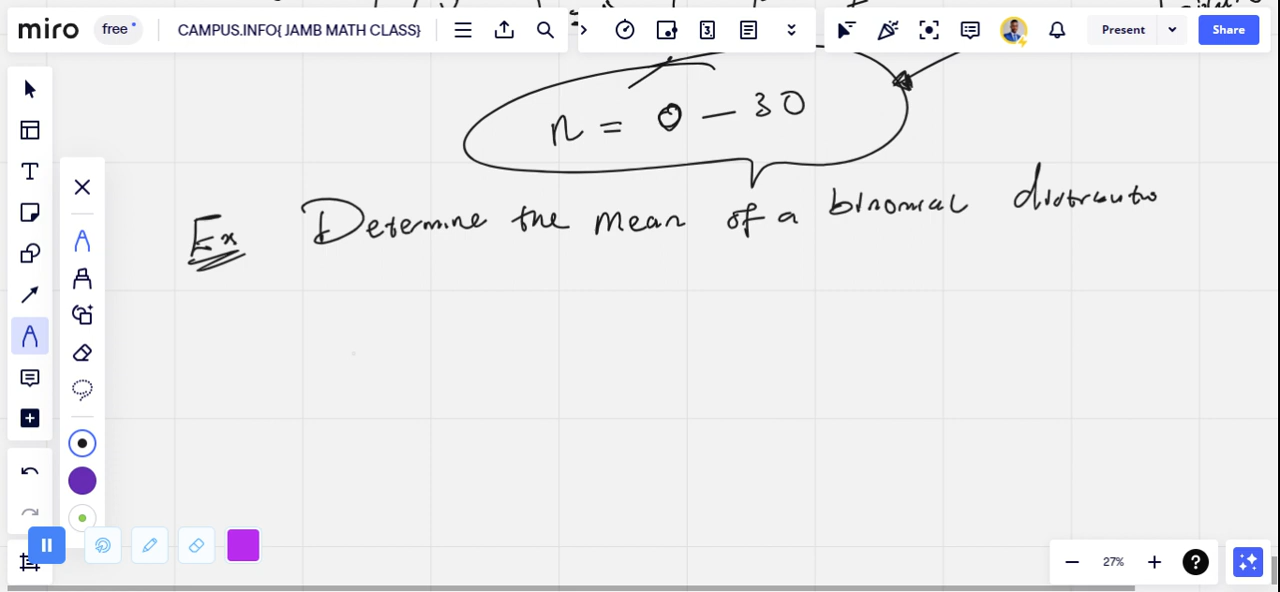 miro free CAMPUS.INFO{ JAMB MATH CLASS} Present Share
n = 0 — 30
Ex Determine the mean of a binomial distributio
27%